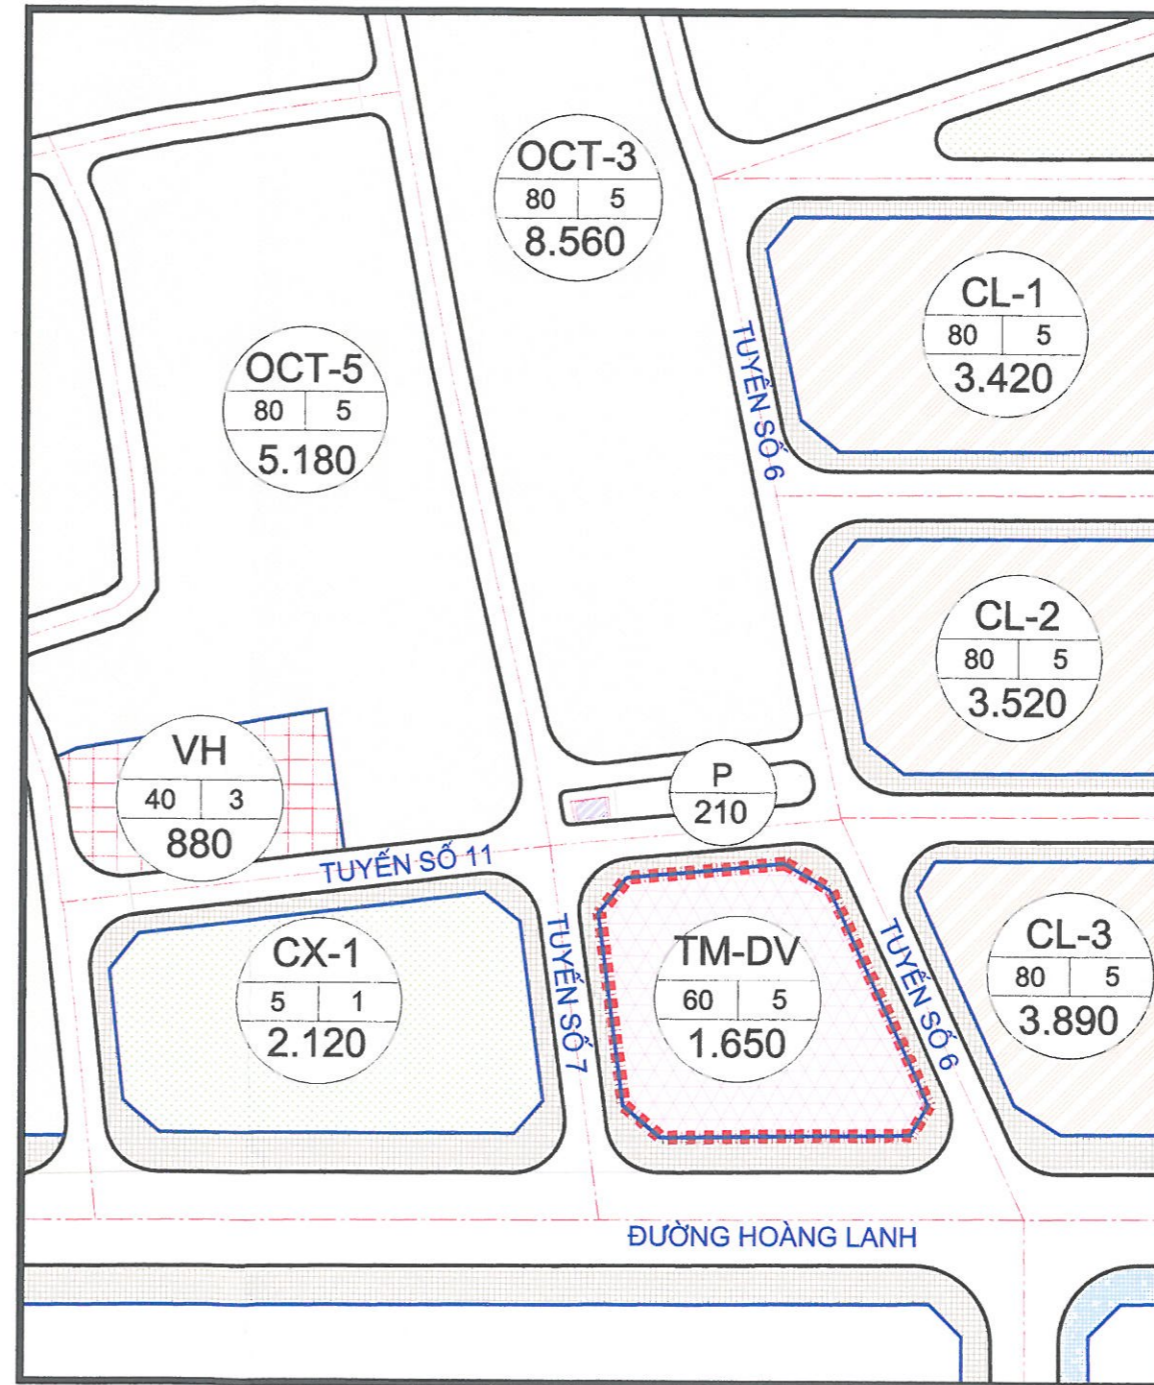 OCT-3
80 5
8.560
CL-1
80 5
3.420
TUYẾN SỐ 6
OCT-5
80 5
5.180
CL-2
80 5
3.520
VH
40 3
880
P
210
TUYẾN SỐ 11
CX-1
5 1
2.120
TUYẾN SỐ 7
TM-DV
60 5
1.650
TUYẾN SỐ 6
CL-3
80 5
3.890
ĐƯỜNG HOÀNG LANH